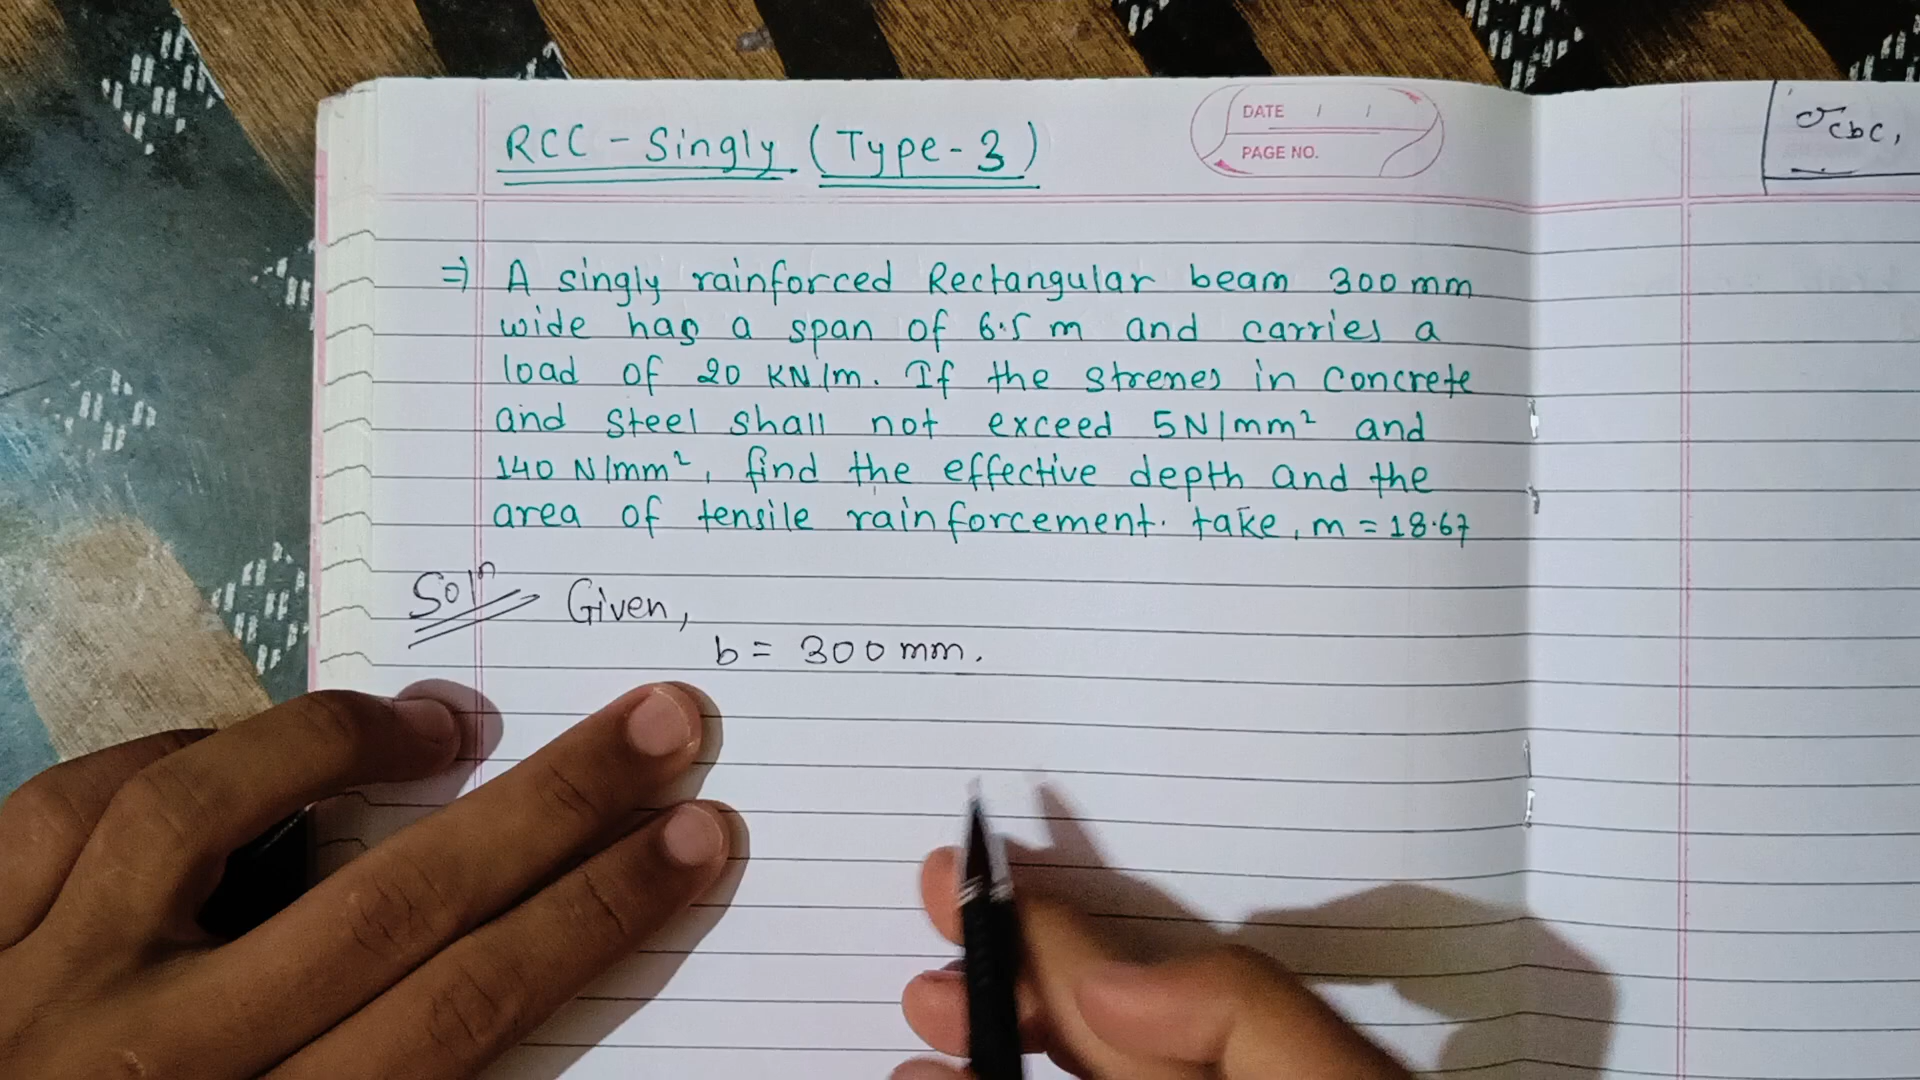 RCC - Singly (Type-3)
DATE / /
PAGE NO.
σcbc,
⇒ A singly rainforced Rectangular beam 300 mm
wide has a span of 6.5 m and carries a
load of 20 KN/m. If the stresses in concrete
and steel shall not exceed 5N/mm² and
140 N/mm², find the effective depth and the
area of tensile rainforcement. take, m = 18.67
Solⁿ Given,
b = 300 mm.